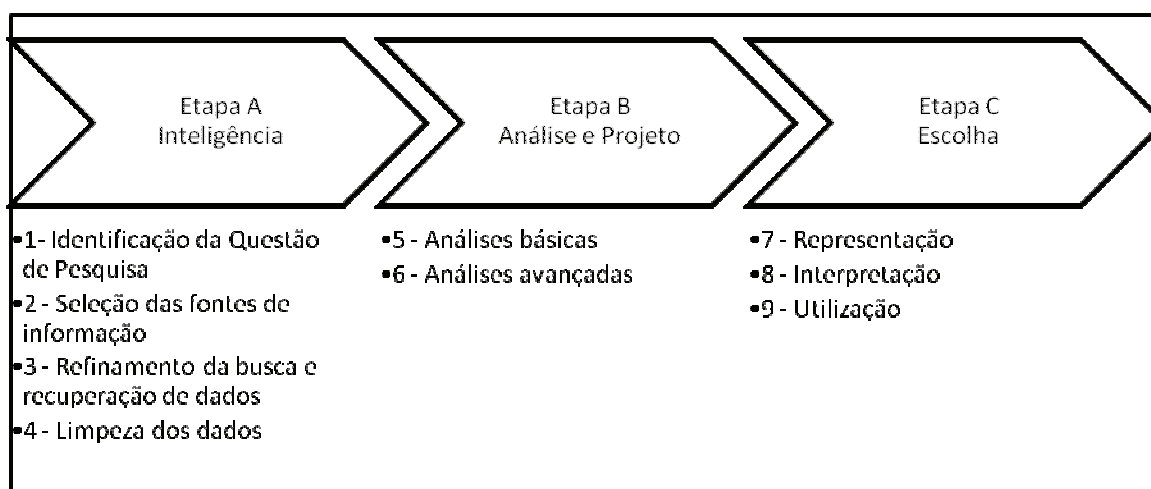 Etapa A
Inteligência
Etapa B
Análise e Projeto
Etapa C
Escolha
•1- Identificação da Questão
de Pesquisa
•2 - Seleção das fontes de
informação
•3 - Refinamento da busca e
recuperação de dados
•4 - Limpeza dos dados
•5 - Análises básicas
•6 - Análises avançadas
•7 - Representação
•8 - Interpretação
•9 - Utilização